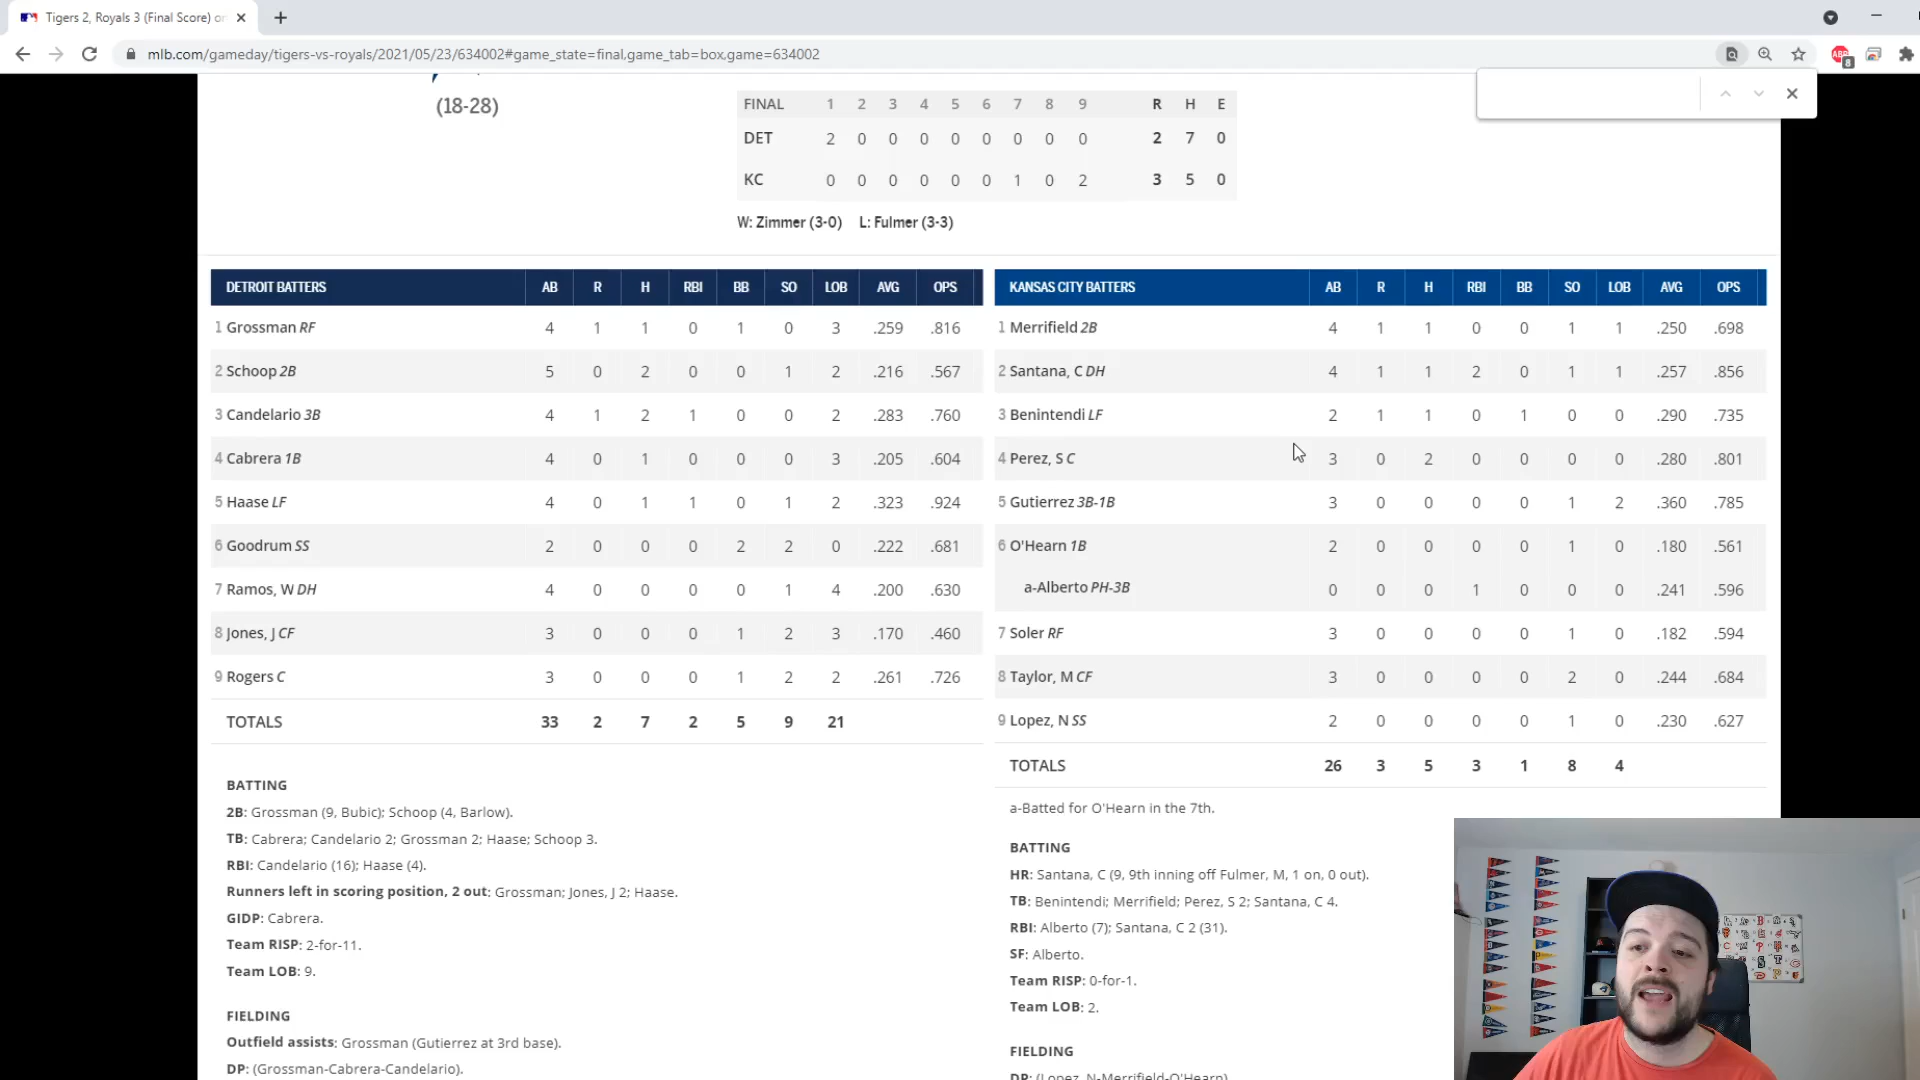 Tigers 2, Royals 3 (Final Score) o
mlb.com/gameday/tigers-vs-royals/2021/05/23/634002#game_state=final,game_tab=box,game=634002
ABP
8
(18-28)
FINAL 1 2 3 4 5 6 7 8 9 R H E
DET 2 0 0 0 0 0 0 0 0 2 7 0
KC 0 0 0 0 0 0 1 0 2 3 5 0
W: Zimmer (3-0) L: Fulmer (3-3)
DETROIT BATTERS AB R H RBI BB SO LOB AVG OPS
1 Grossman RF 4 1 1 0 1 0 3 .259 .816
2 Schoop 2B 5 0 2 0 0 1 2 .216 .567
3 Candelario 3B 4 1 2 1 0 0 2 .283 .760
4 Cabrera 1B 4 0 1 0 0 0 3 .205 .604
5 Haase LF 4 0 1 1 0 1 2 .323 .924
6 Goodrum SS 2 0 0 0 2 2 0 .222 .681
7 Ramos, W DH 4 0 0 0 0 1 4 .200 .630
8 Jones, J CF 3 0 0 0 1 2 3 .170 .460
9 Rogers C 3 0 0 0 1 2 2 .261 .726
TOTALS 33 2 7 2 5 9 21
BATTING
2B: Grossman (9, Bubic); Schoop (4, Barlow).
TB: Cabrera; Candelario 2; Grossman 2; Haase; Schoop 3.
RBI: Candelario (16); Haase (4).
Runners left in scoring position, 2 out: Grossman; Jones, J 2; Haase.
GIDP: Cabrera.
Team RISP: 2-for-11.
Team LOB: 9.
FIELDING
Outfield assists: Grossman (Gutierrez at 3rd base).
DP: (Grossman-Cabrera-Candelario).
KANSAS CITY BATTERS AB R H RBI BB SO LOB AVG OPS
1 Merrifield 2B 4 1 1 0 0 1 1 .250 .698
2 Santana, C DH 4 1 1 2 0 1 1 .257 .856
3 Benintendi LF 2 1 1 0 1 0 0 .290 .735
4 Perez, S C 3 0 2 0 0 0 0 .280 .801
5 Gutierrez 3B-1B 3 0 0 0 0 1 2 .360 .785
6 O'Hearn 1B 2 0 0 0 0 1 0 .180 .561
a-Alberto PH-3B 0 0 0 1 0 0 0 .241 .596
7 Soler RF 3 0 0 0 0 1 0 .182 .594
8 Taylor, M CF 3 0 0 0 0 2 0 .244 .684
9 Lopez, N SS 2 0 0 0 0 1 0 .230 .627
TOTALS 26 3 5 3 1 8 4
a-Batted for O'Hearn in the 7th.
BATTING
HR: Santana, C (9, 9th inning off Fulmer, M, 1 on, 0 out).
TB: Benintendi; Merrifield; Perez, S 2; Santana, C 4.
RBI: Alberto (7); Santana, C 2 (31).
SF: Alberto.
Team RISP: 0-for-1.
Team LOB: 2.
FIELDING
DP: (Lopez, N-Merrifield-O'Hearn).